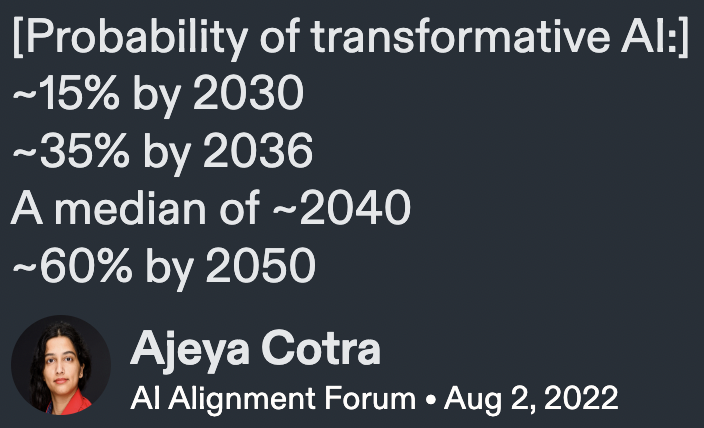 [Probability of transformative AI:]
~15% by 2030
~35% by 2036
A median of ~2040
~60% by 2050
Ajeya Cotra
AI Alignment Forum • Aug 2, 2022